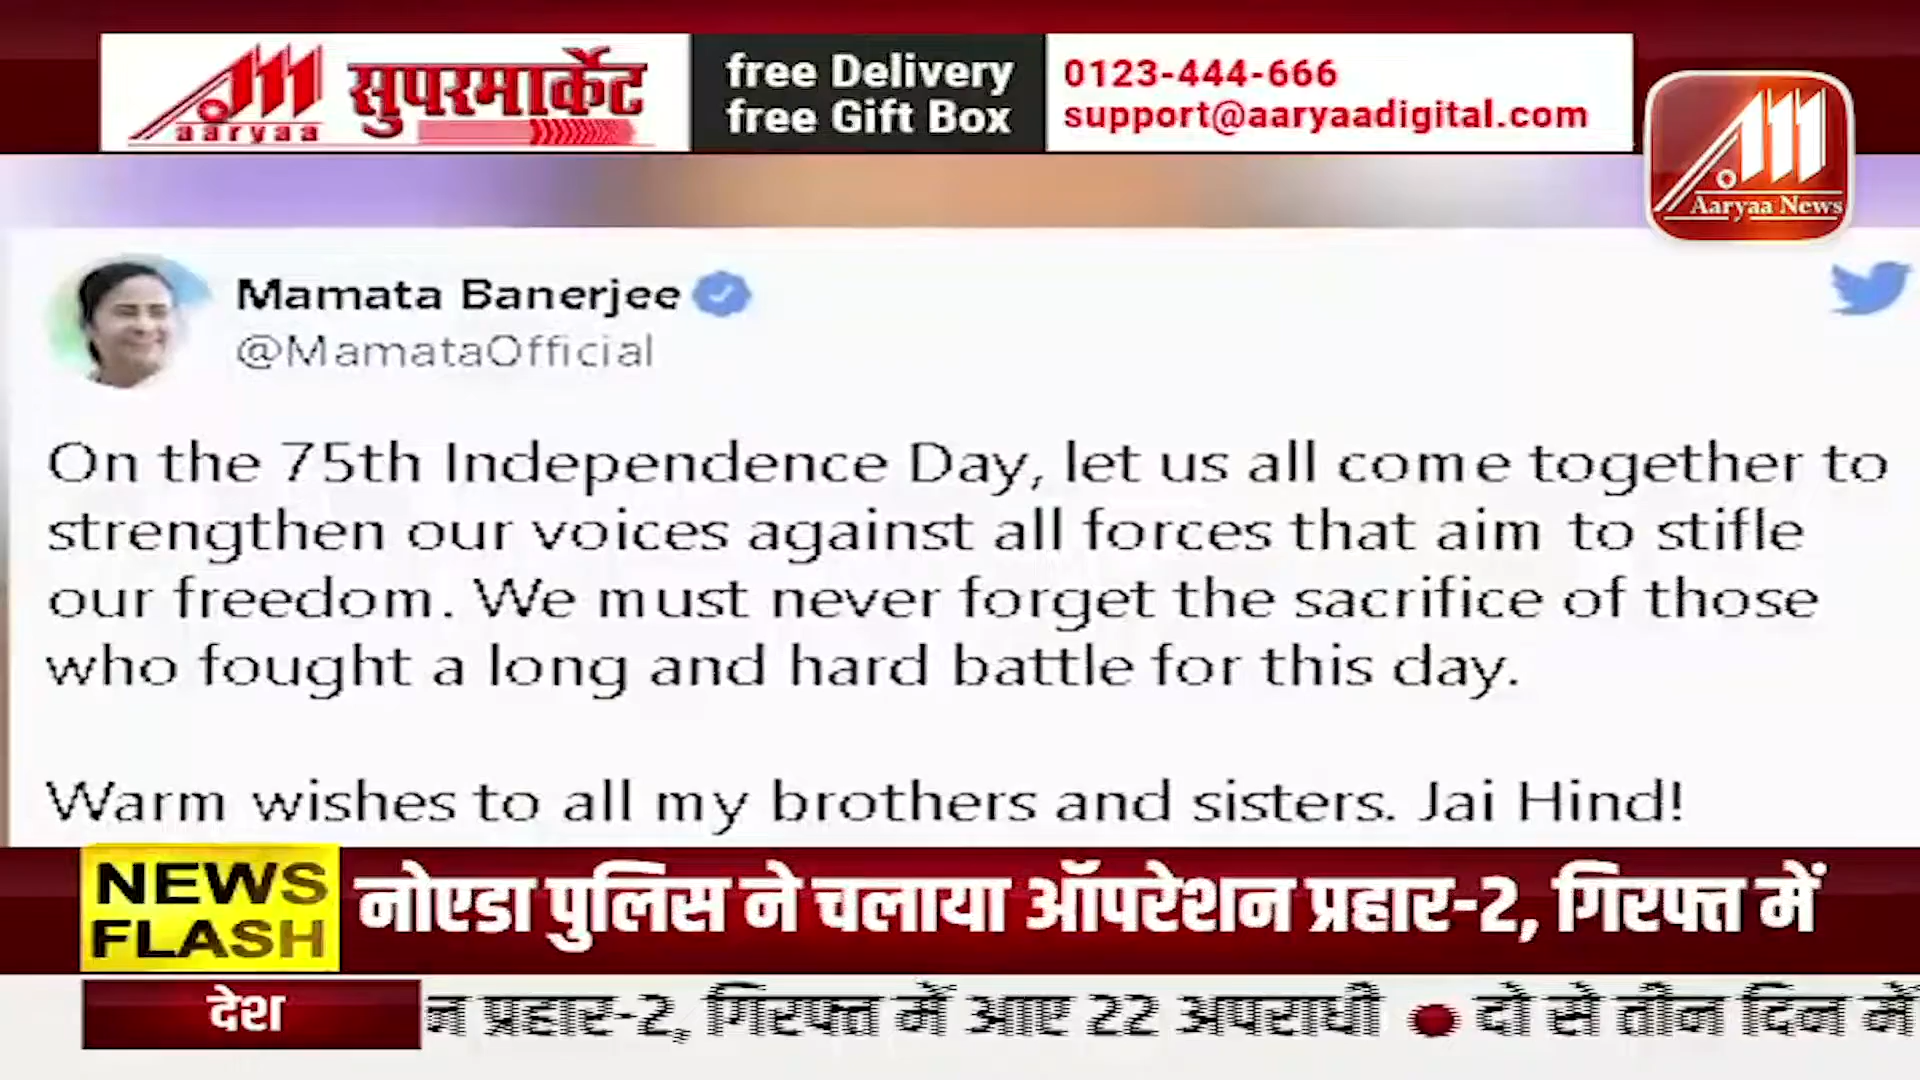 aaryaa
सुपरमार्केट
free Delivery
free Gift Box
0123-444-666
support@aaryaadigital.com
Aaryaa News
Mamata Banerjee
@MamataOfficial
On the 75th Independence Day, let us all come together to
strengthen our voices against all forces that aim to stifle
our freedom. We must never forget the sacrifice of those
who fought a long and hard battle for this day.
Warm wishes to all my brothers and sisters. Jai Hind!
NEWS
FLASH
नोएडा पुलिस ने चलाया ऑपरेशन प्रहार-2, गिरफ्त में
देश
न प्रहार-2, गिरफ्त में आए 22 अपराधी ● दो से तीन दिन में